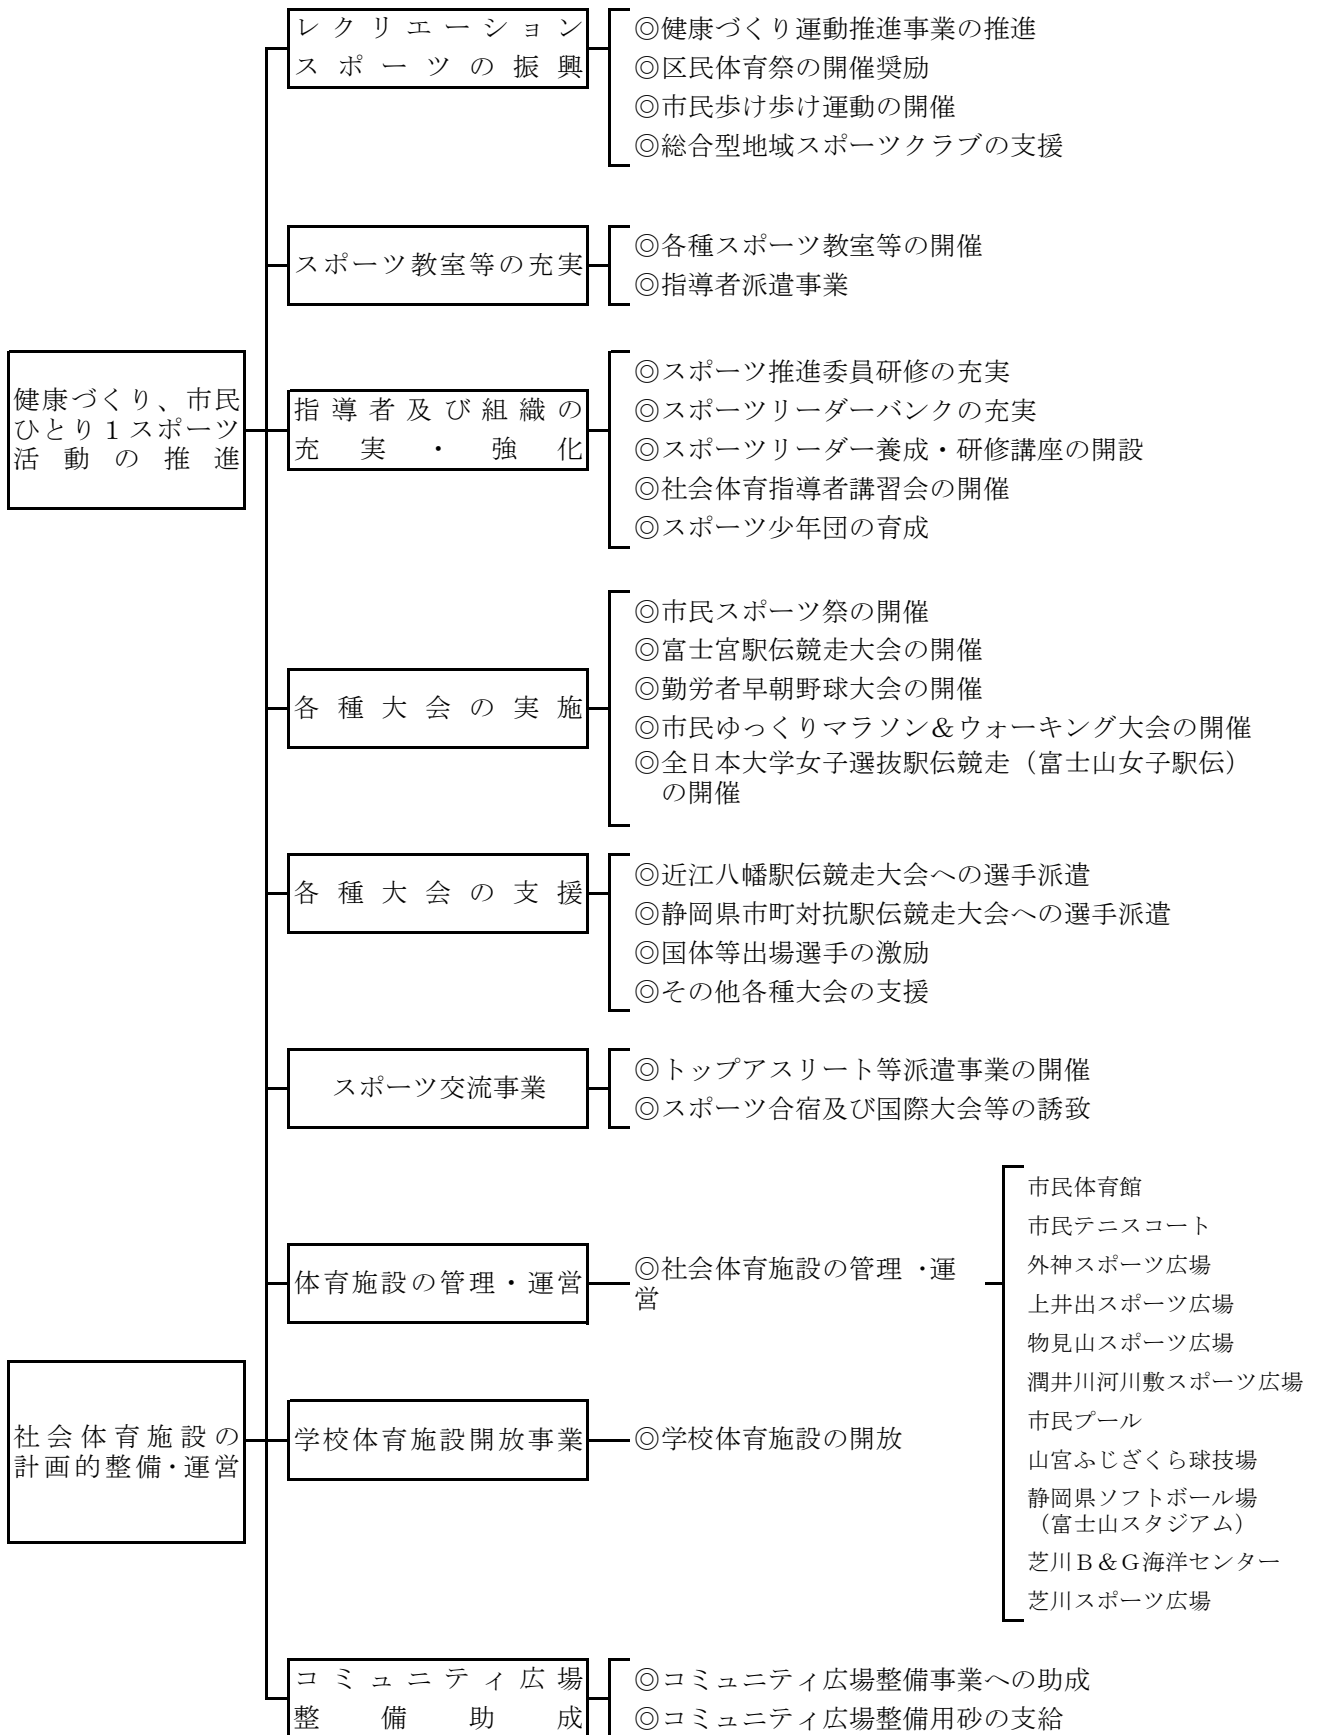 レクリエーション
スポーツの振興
◎健康づくり運動推進事業の推進
◎区民体育祭の開催奨励
◎市民歩け歩け運動の開催
◎総合型地域スポーツクラブの支援
スポーツ教室等の充実
◎各種スポーツ教室等の開催
◎指導者派遣事業
健康づくり、市民
ひとり１スポーツ
活動の推進
指導者及び組織の
充実・強化
◎スポーツ推進委員研修の充実
◎スポーツリーダーバンクの充実
◎スポーツリーダー養成・研修講座の開設
◎社会体育指導者講習会の開催
◎スポーツ少年団の育成
各種大会の実施
◎市民スポーツ祭の開催
◎富士宮駅伝競走大会の開催
◎勤労者早朝野球大会の開催
◎市民ゆっくりマラソン＆ウォーキング大会の開催
◎全日本大学女子選抜駅伝競走（富士山女子駅伝）
の開催
各種大会の支援
◎近江八幡駅伝競走大会への選手派遣
◎静岡県市町対抗駅伝競走大会への選手派遣
◎国体等出場選手の激励
◎その他各種大会の支援
スポーツ交流事業
◎トップアスリート等派遣事業の開催
◎スポーツ合宿及び国際大会等の誘致
体育施設の管理・運営
◎社会体育施設の管理・運
営
市民体育館
市民テニスコート
外神スポーツ広場
上井出スポーツ広場
物見山スポーツ広場
潤井川河川敷スポーツ広場
市民プール
山宮ふじざくら球技場
静岡県ソフトボール場
（富士山スタジアム）
芝川Ｂ＆Ｇ海洋センター
芝川スポーツ広場
社会体育施設の
計画的整備・運営
学校体育施設開放事業
◎学校体育施設の開放
コミュニティ広場
整備助成
◎コミュニティ広場整備事業への助成
◎コミュニティ広場整備用砂の支給